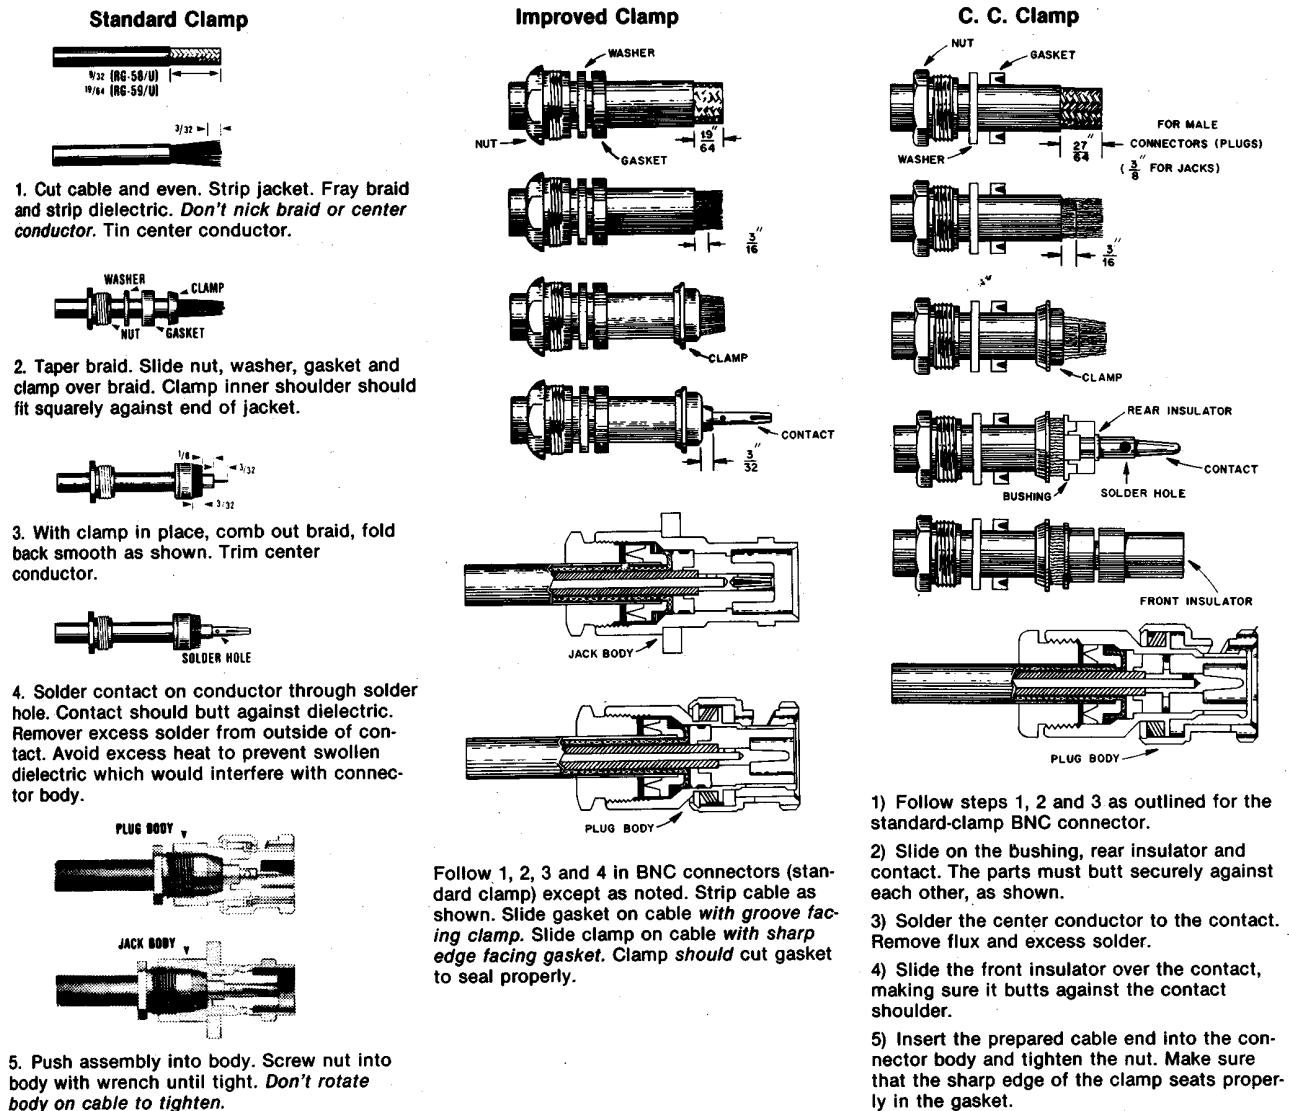 Standard Clamp
9/32 (RG-58/U)
19/64 (RG-59/U)
3/32
1. Cut cable and even. Strip jacket. Fray braid
and strip dielectric. Don't nick braid or center
conductor. Tin center conductor.
WASHER
CLAMP
NUT
GASKET
2. Taper braid. Slide nut, washer, gasket and
clamp over braid. Clamp inner shoulder should
fit squarely against end of jacket.
1/8
3/32
3/32
3. With clamp in place, comb out braid, fold
back smooth as shown. Trim center
conductor.
SOLDER HOLE
4. Solder contact on conductor through solder
hole. Contact should butt against dielectric.
Remover excess solder from outside of con-
tact. Avoid excess heat to prevent swollen
dielectric which would interfere with connec-
tor body.
PLUG BODY
JACK BODY
5. Push assembly into body. Screw nut into
body with wrench until tight. Don't rotate
body on cable to tighten.
Improved Clamp
WASHER
NUT
GASKET
19/64"
3/16"
CLAMP
CONTACT
3/32"
JACK BODY
PLUG BODY
Follow 1, 2, 3 and 4 in BNC connectors (stan-
dard clamp) except as noted. Strip cable as
shown. Slide gasket on cable with groove fac-
ing clamp. Slide clamp on cable with sharp
edge facing gasket. Clamp should cut gasket
to seal properly.
C. C. Clamp
NUT
GASKET
WASHER
27/64"
FOR MALE
CONNECTORS (PLUGS)
(3/8" FOR JACKS)
3/16"
CLAMP
REAR INSULATOR
CONTACT
BUSHING
SOLDER HOLE
FRONT INSULATOR
PLUG BODY
1) Follow steps 1, 2 and 3 as outlined for the
standard-clamp BNC connector.
2) Slide on the bushing, rear insulator and
contact. The parts must butt securely against
each other, as shown.
3) Solder the center conductor to the contact.
Remove flux and excess solder.
4) Slide the front insulator over the contact,
making sure it butts against the contact
shoulder.
5) Insert the prepared cable end into the con-
nector body and tighten the nut. Make sure
that the sharp edge of the clamp seats proper-
ly in the gasket.